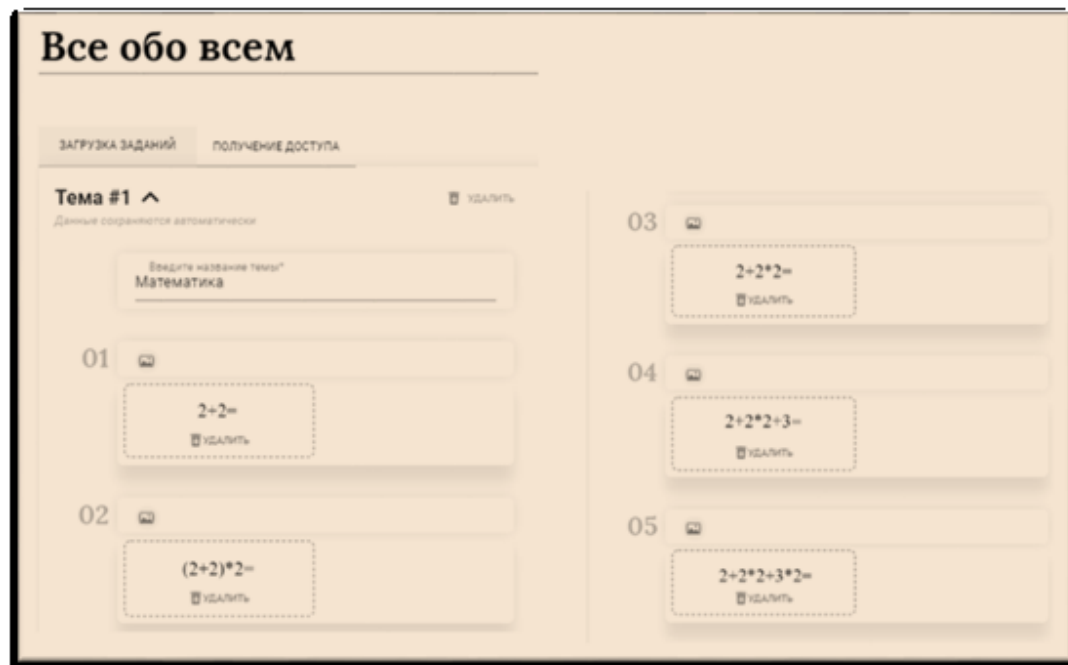 Все обо всем
ЗАГРУЗКА ЗАДАНИЙ
ПОЛУЧЕНИЕ ДОСТУПА
Тема #1
УДАЛИТЬ
Данные сохраняются автоматически
Введите название темы*
Математика
01
2+2=
УДАЛИТЬ
02
(2+2)*2=
УДАЛИТЬ
03
2+2*2=
УДАЛИТЬ
04
2+2*2+3=
УДАЛИТЬ
05
2+2*2+3*2=
УДАЛИТЬ